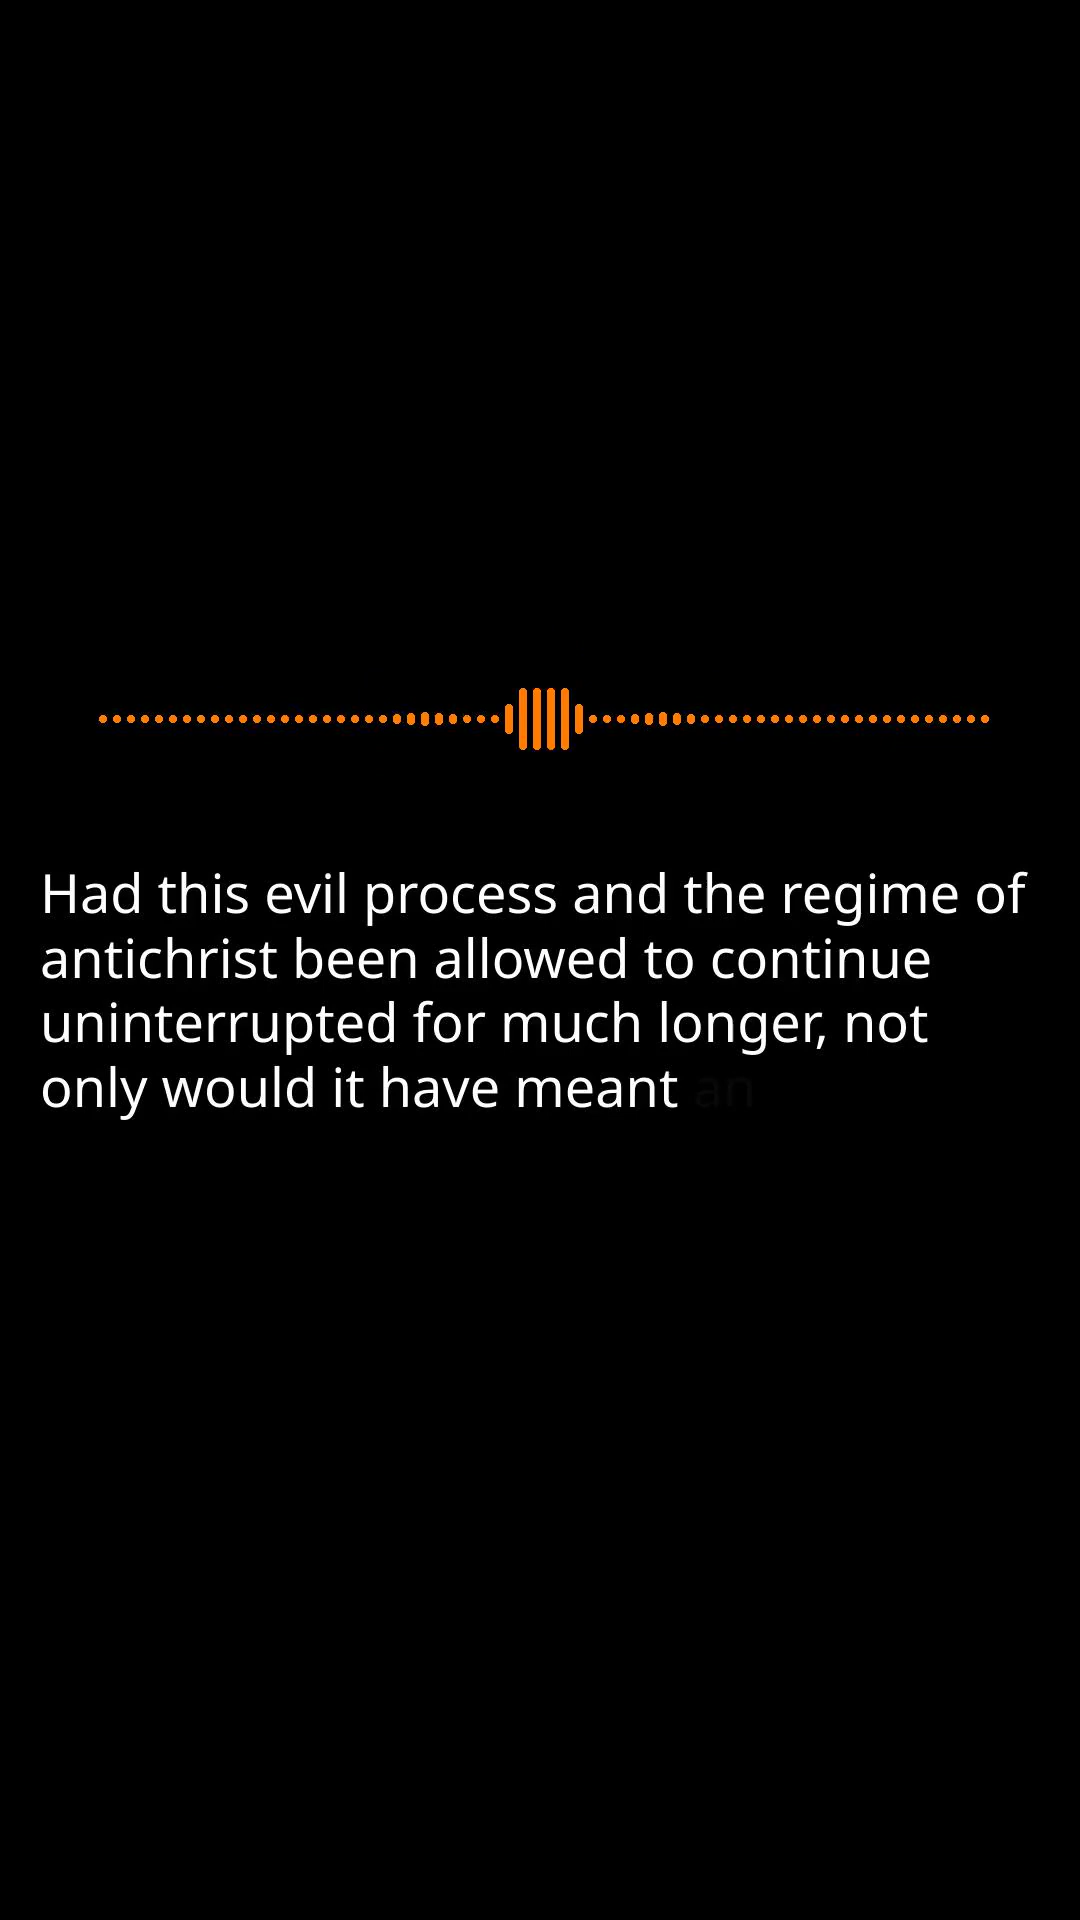 Had this evil process and the regime of
antichrist been allowed to continue
uninterrupted for much longer, not
only would it have meant an